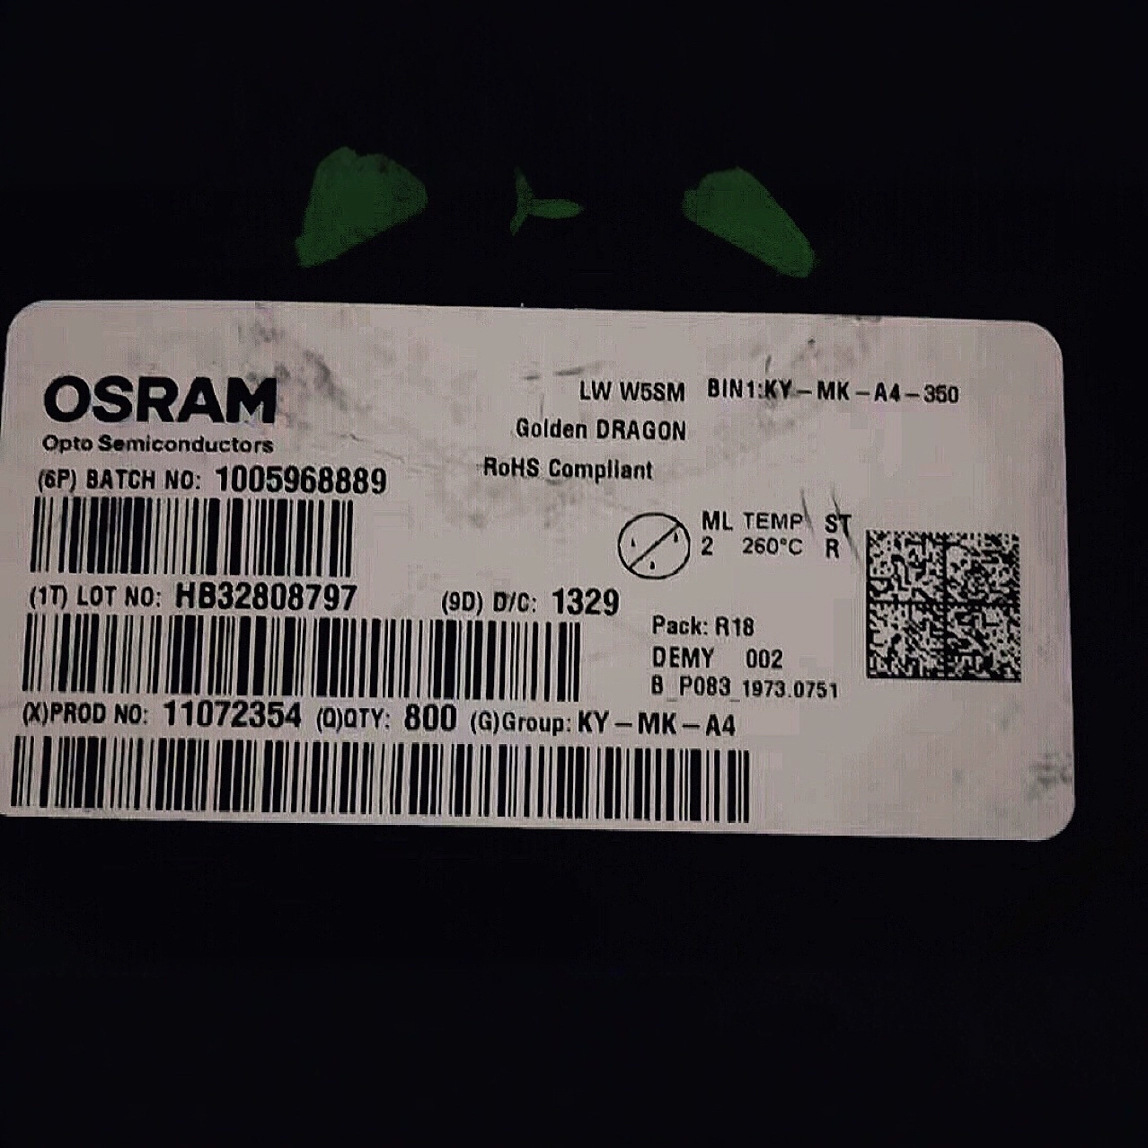 OSRAM
Opto Semiconductors
LW W5SM BIN1:KY-MK-A4-350
Golden DRAGON
RoHS Compliant
(6P) BATCH NO: 1005968889
ML TEMP ST
2 260°C R
(1T) LOT NO: HB32808797 (9D) D/C: 1329
Pack: R18
DEMY 002
B_P083_1973.0751
(X)PROD NO: 11072354 (Q)QTY: 800 (G)Group: KY-MK-A4